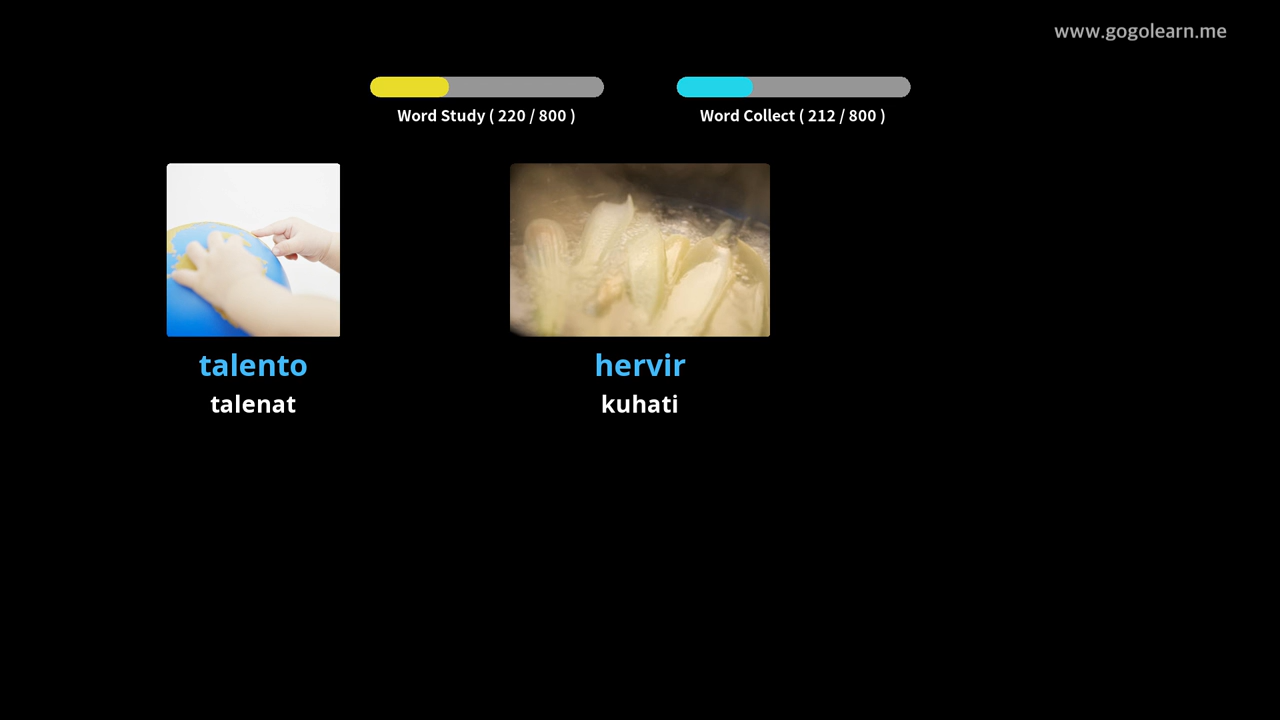 www.gogolearn.me
Word Study ( 220 / 800 )
Word Collect ( 212 / 800 )
talento
talenat
hervir
kuhati